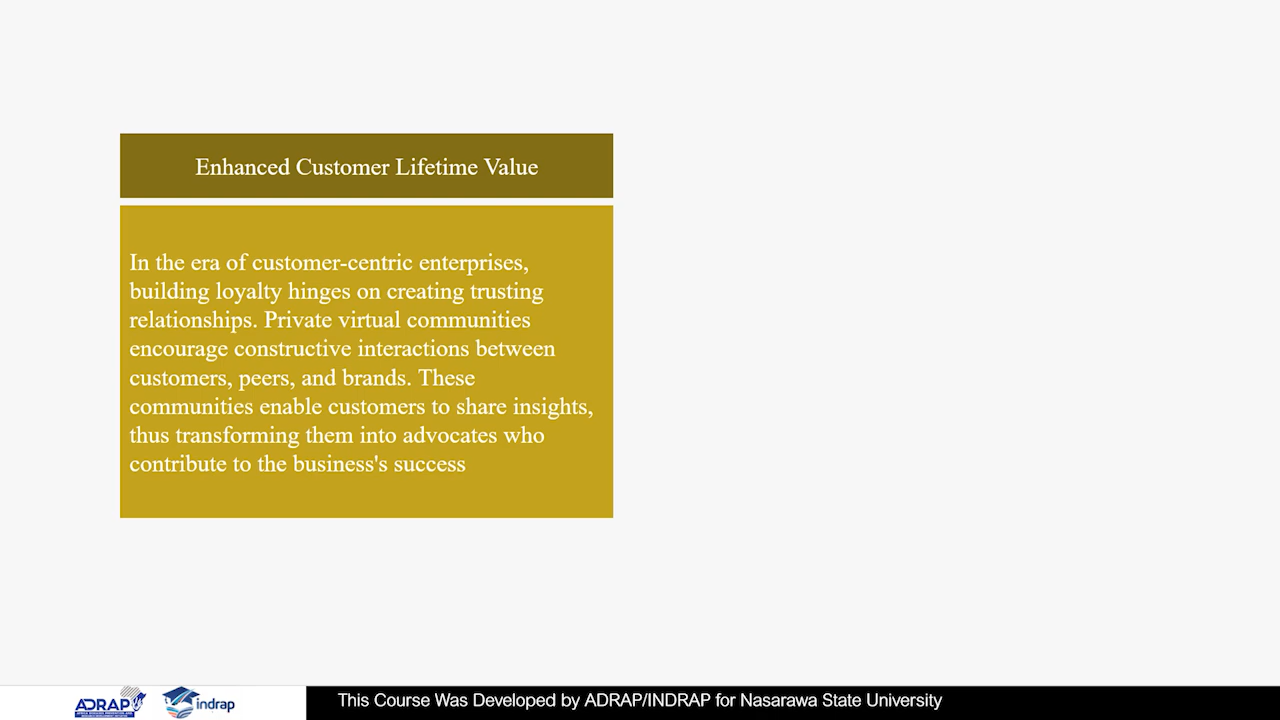 Enhanced Customer Lifetime Value
In the era of customer-centric enterprises,
building loyalty hinges on creating trusting
relationships. Private virtual communities
encourage constructive interactions between
customers, peers, and brands. These
communities enable customers to share insights,
thus transforming them into advocates who
contribute to the business's success
ADRAP
indrap
This Course Was Developed by ADRAP/INDRAP for Nasarawa State University